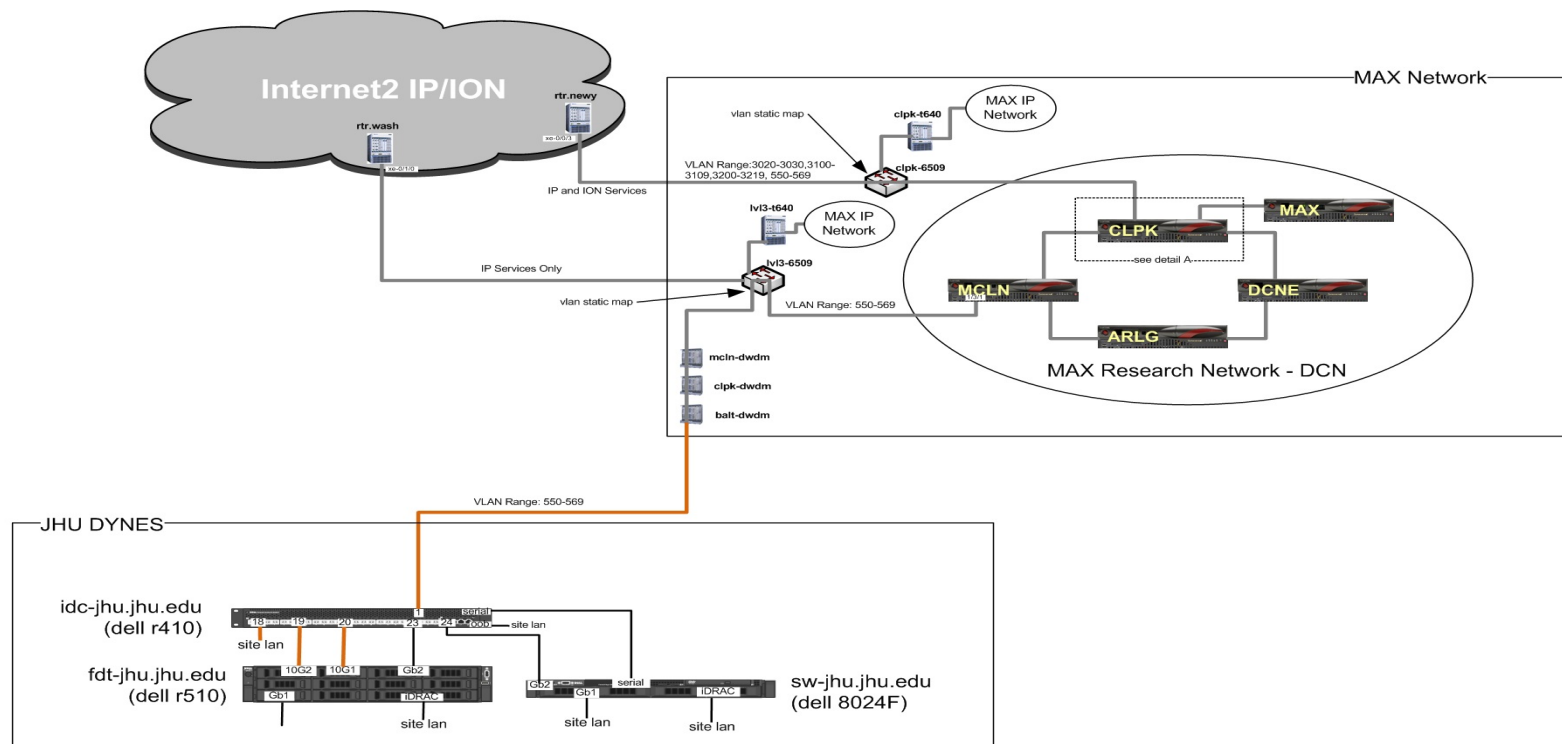 Internet2 IP/ION
rtr.newy
xe-0/0/3
rtr.wash
xe-0/1/0
MAX Network
vlan static map
clpk-t640
MAX IP
Network
VLAN Range:3020-3030,3100-
3109,3200-3219, 550-569
clpk-6509
IP and ION Services
lvl3-t640
MAX IP
Network
MAX
CLPK
see detail A
IP Services Only
lvl3-6509
vlan static map
VLAN Range: 550-569
MCLN
1/3/1
DCNE
ARLG
MAX Research Network - DCN
mcln-dwdm
clpk-dwdm
balt-dwdm
VLAN Range: 550-569
JHU DYNES
idc-jhu.jhu.edu
(dell r410)
1
serial
18
19
20
23
24
oob
site lan
site lan
fdt-jhu.jhu.edu
(dell r510)
10G2
10G1
Gb2
Gb1
iDRAC
site lan
Gb2
serial
Gb1
iDRAC
site lan
site lan
sw-jhu.jhu.edu
(dell 8024F)